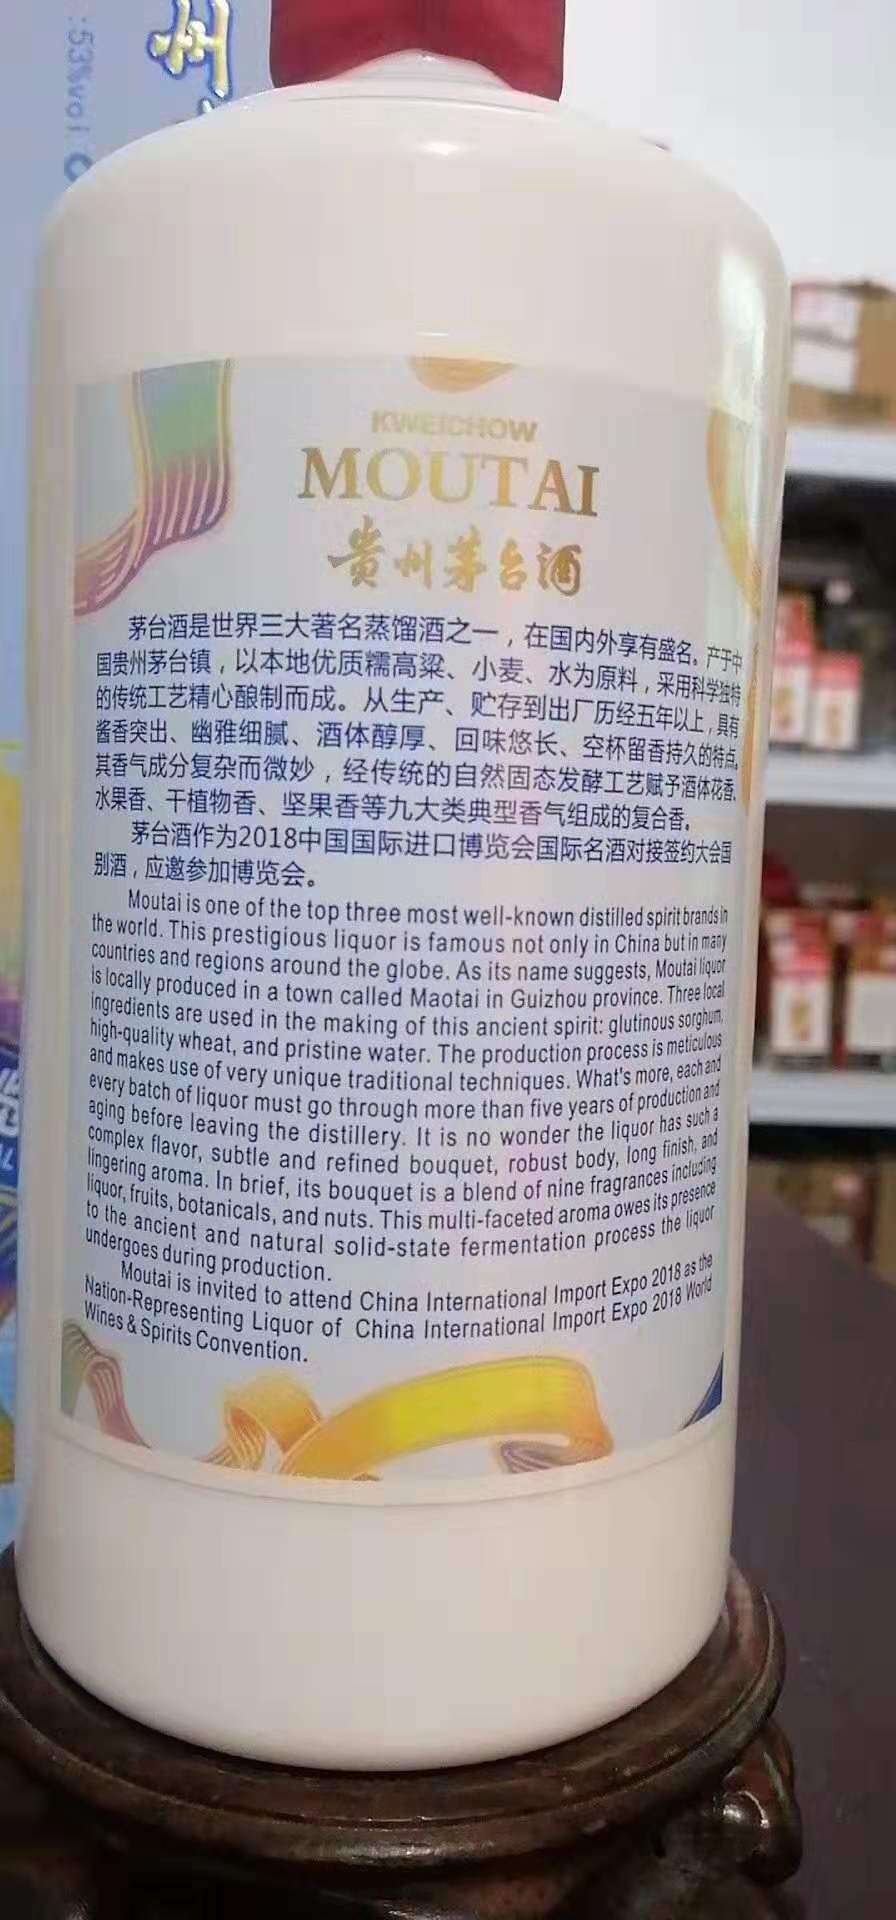 :53%vol
KWEICHOW
MOUTAI
贵州茅台酒
茅台酒是世界三大著名蒸馏酒之一，在国内外享有盛名。产于中
国贵州茅台镇，以本地优质糯高粱、小麦、水为原料，采用科学独特
的传统工艺精心酿制而成。从生产、贮存到出厂历经五年以上，具有
酱香突出、幽雅细腻、酒体醇厚、回味悠长、空杯留香持久的特点。
其香气成分复杂而微妙，经传统的自然固态发酵工艺赋予酒体花香、
水果香、干植物香、坚果香等九大类典型香气组成的复合香。
茅台酒作为2018中国国际进口博览会国际名酒对接签约大会国
别酒，应邀参加博览会。
Moutai is one of the top three most well-known distilled spirit brands in
the world. This prestigious liquor is famous not only in China but in many
countries and regions around the globe. As its name suggests, Moutai liquor
is locally produced in a town called Maotai in Guizhou province. Three local
ingredients are used in the making of this ancient spirit: glutinous sorghum,
high-quality wheat, and pristine water. The production process is meticulous
and makes use of very unique traditional techniques. What's more, each and
every batch of liquor must go through more than five years of production and
aging before leaving the distillery. It is no wonder the liquor has such a
complex flavor, subtle and refined bouquet, robust body, long finish, and
lingering aroma. In brief, its bouquet is a blend of nine fragrances including
liquor, fruits, botanicals, and nuts. This multi-faceted aroma owes its presence
to the ancient and natural solid-state fermentation process the liquor
undergoes during production.
Moutai is invited to attend China International Import Expo 2018 as the
Nation-Representing Liquor of China International Import Expo 2018 World
Wines & Spirits Convention.